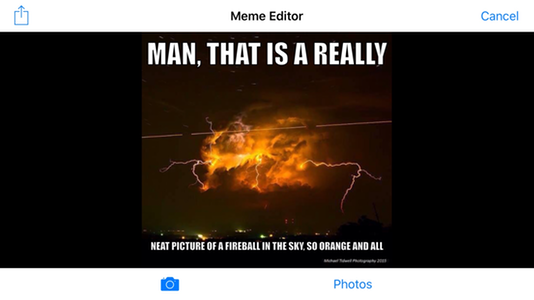 Meme Editor
Cancel
MAN, THAT IS A REALLY
NEAT PICTURE OF A FIREBALL IN THE SKY, SO ORANGE AND ALL
Michael Tidwell Photography 2015
Photos